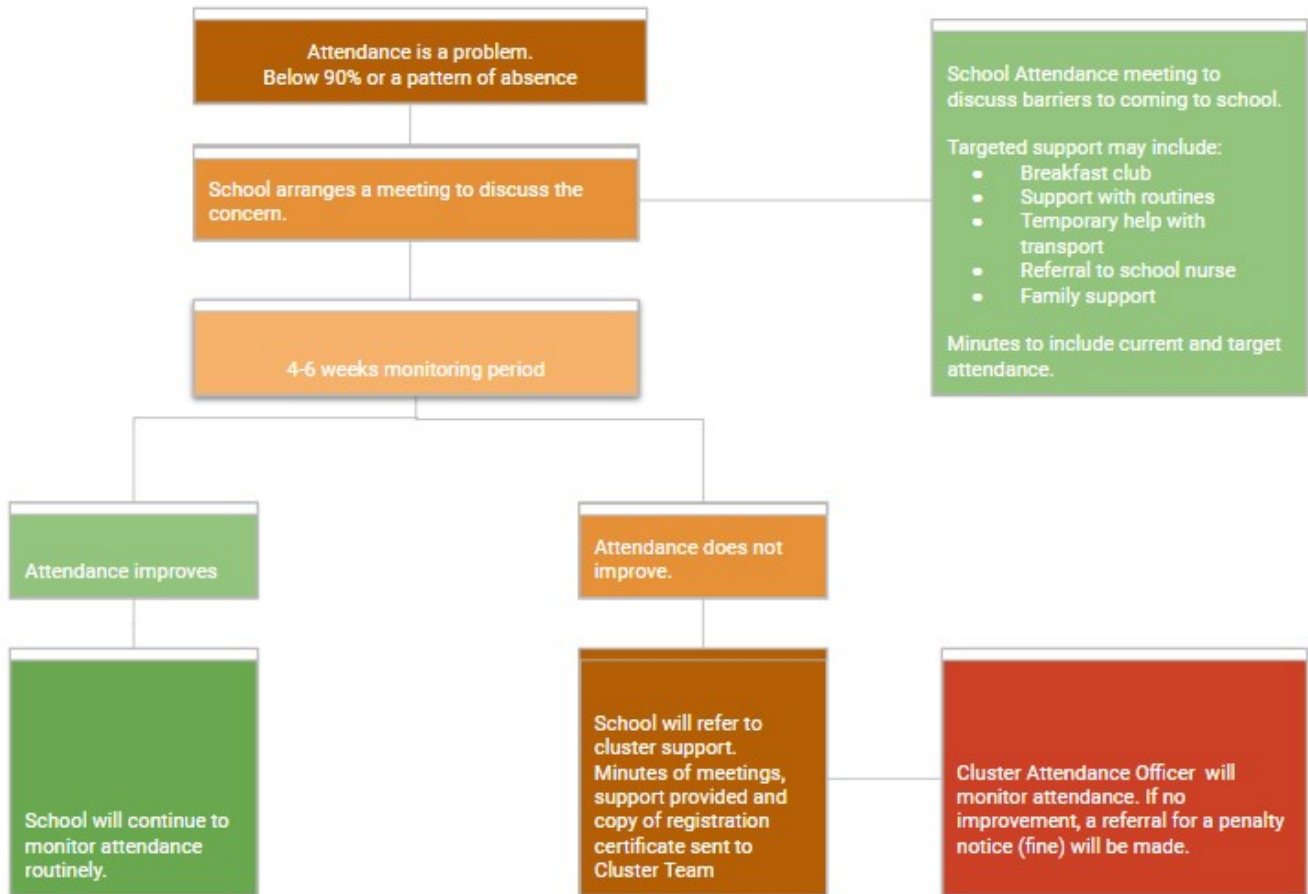 Attendance is a problem.
Below 90% or a pattern of absence
School Attendance meeting to
discuss barriers to coming to school.
Targeted support may include:
● Breakfast club
● Support with routines
● Temporary help with
transport
● Referral to school nurse
● Family support
Minutes to include current and target
attendance.
School arranges a meeting to discuss the
concern.
4-6 weeks monitoring period
Attendance improves
Attendance does not
improve.
School will continue to
monitor attendance
routinely.
School will refer to
cluster support.
Minutes of meetings,
support provided and
copy of registration
certificate sent to
Cluster Team
Cluster Attendance Officer  will
monitor attendance. If no
improvement, a referral for a penalty
notice (fine) will be made.